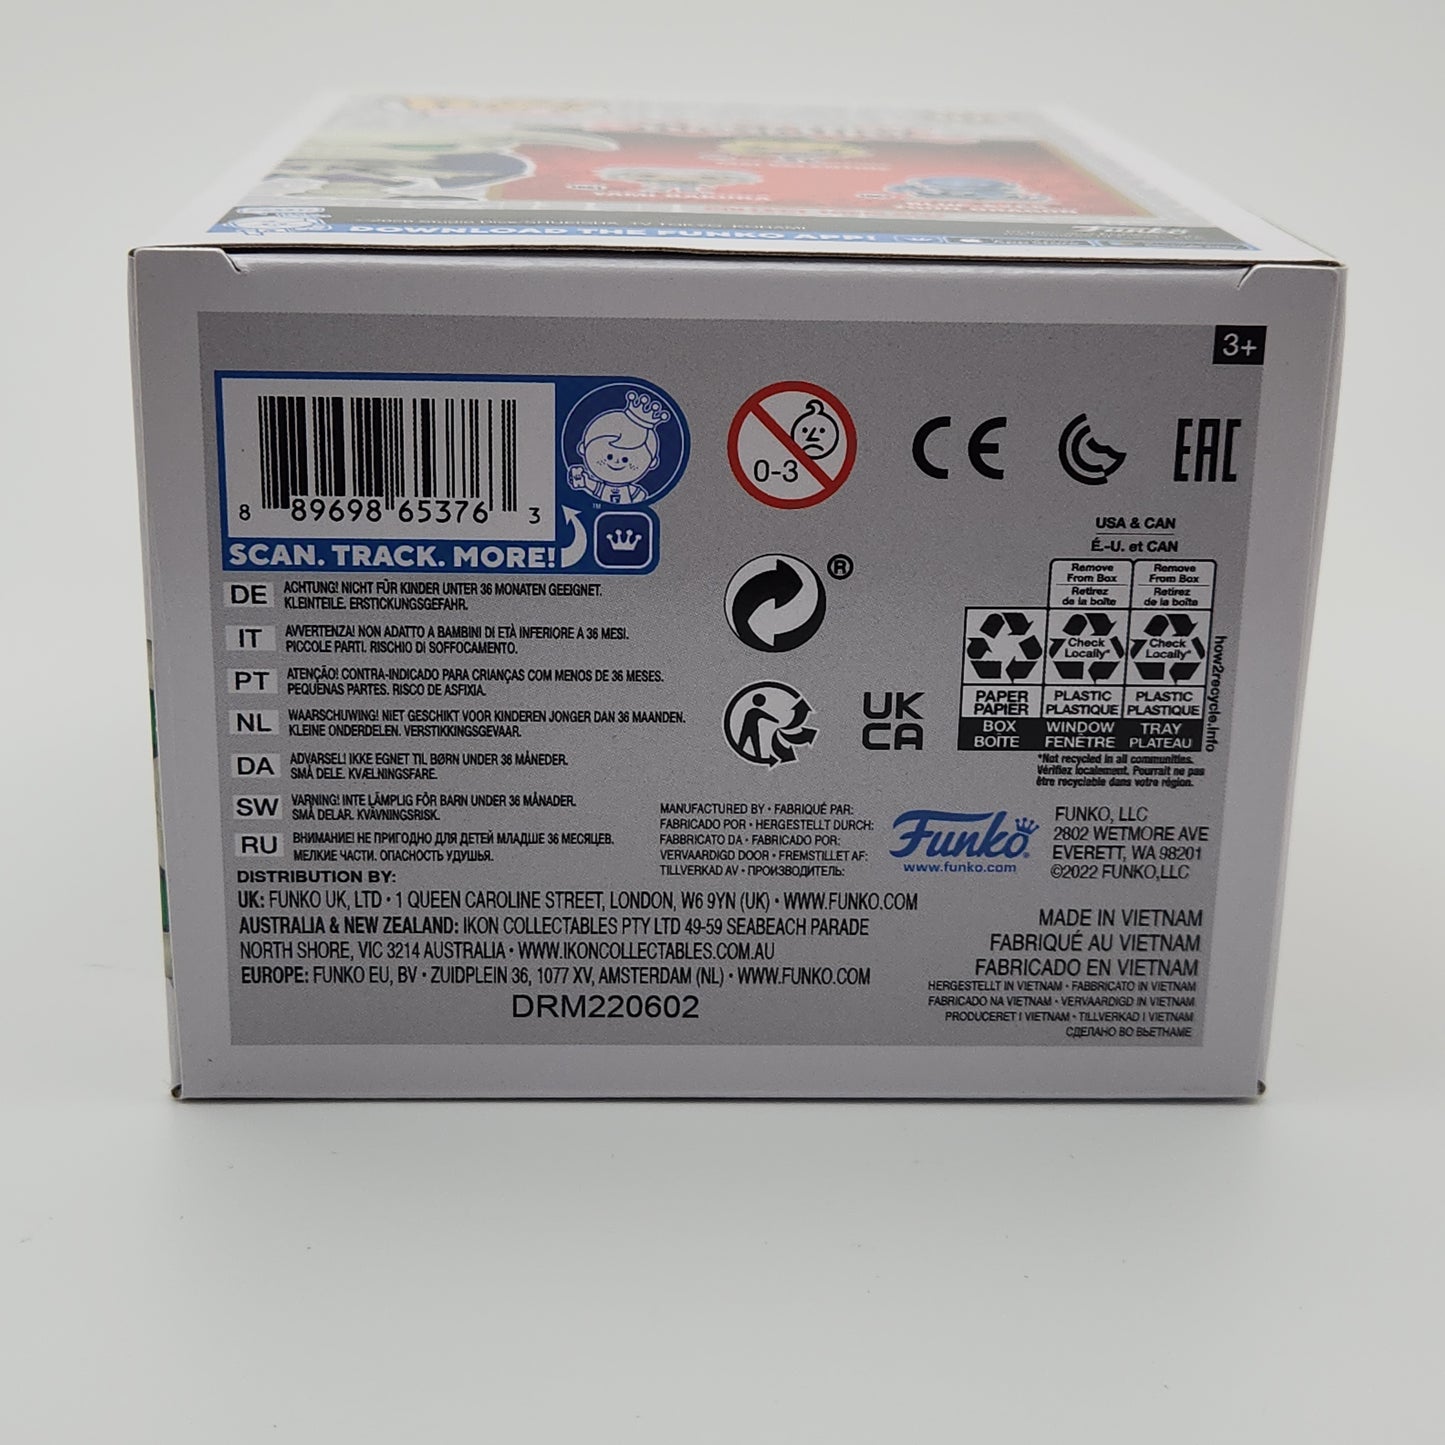 YAMI BAKURA
DOWNLOAD THE FUNKO APP!
Funko
3+
8 89698 65376 3
SCAN. TRACK. MORE!
TM
0-3
CE
EAC
USA & CAN
É.-U. et CAN
Remove From Box
Retirez de la boîte
Remove From Box
Retirez de la boîte
Check Locally*
Check Locally*
PAPER PAPIER
PLASTIC PLASTIQUE
PLASTIC PLASTIQUE
BOX BOÎTE
WINDOW FENÊTRE
TRAY PLATEAU
how2recycle.info
*Not recycled in all communities.
Vérifiez localement. Pourrait ne pas
être recyclable dans votre région.
®
UK
CA
DE ACHTUNG! NICHT FÜR KINDER UNTER 36 MONATEN GEEIGNET.
KLEINTEILE. ERSTICKUNGSGEFAHR.
IT AVVERTENZA! NON ADATTO A BAMBINI DI ETÀ INFERIORE A 36 MESI.
PICCOLE PARTI. RISCHIO DI SOFFOCAMENTO.
PT ATENÇÃO! CONTRA-INDICADO PARA CRIANÇAS COM MENOS DE 36 MESES.
PEQUENAS PARTES. RISCO DE ASFIXIA.
NL WAARSCHUWING! NIET GESCHIKT VOOR KINDEREN JONGER DAN 36 MAANDEN.
KLEINE ONDERDELEN. VERSTIKKINGSGEVAAR.
DA ADVARSEL! IKKE EGNET TIL BØRN UNDER 36 MÅNEDER.
SMÅ DELE. KVÆLNINGSFARE.
SW VARNING! INTE LÄMPLIG FÖR BARN UNDER 36 MÅNADER.
SMÅ DELAR. KVÄVNINGSRISK.
RU ВНИМАНИЕ! НЕ ПРИГОДНО ДЛЯ ДЕТЕЙ МЛАДШЕ 36 МЕСЯЦЕВ.
МЕЛКИЕ ЧАСТИ. ОПАСНОСТЬ УДУШЬЯ.
MANUFACTURED BY • FABRIQUÉ PAR:
FABRICADO POR • HERGESTELLT DURCH:
FABBRICATO DA • FABRICADO POR:
VERVAARDIGD DOOR • FREMSTILLET AF:
TILLVERKAD AV • ПРОИЗВОДИТЕЛЬ:
Funko
www.funko.com
FUNKO, LLC
2802 WETMORE AVE
EVERETT, WA 98201
©2022 FUNKO,LLC
DISTRIBUTION BY:
UK: FUNKO UK, LTD • 1 QUEEN CAROLINE STREET, LONDON, W6 9YN (UK) • WWW.FUNKO.COM
AUSTRALIA & NEW ZEALAND: IKON COLLECTABLES PTY LTD 49-59 SEABEACH PARADE
NORTH SHORE, VIC 3214 AUSTRALIA • WWW.IKONCOLLECTABLES.COM.AU
EUROPE: FUNKO EU, BV • ZUIDPLEIN 36, 1077 XV, AMSTERDAM (NL) • WWW.FUNKO.COM
DRM220602
MADE IN VIETNAM
FABRIQUÉ AU VIETNAM
FABRICADO EN VIETNAM
HERGESTELLT IN VIETNAM • FABBRICATO IN VIETNAM
FABRICADO NA VIETNAM • VERVAARDIGD IN VIETNAM
PRODUCERET I VIETNAM • TILLVERKAD I VIETNAM
СДЕЛАНО ВО ВЬЕТНАМЕ